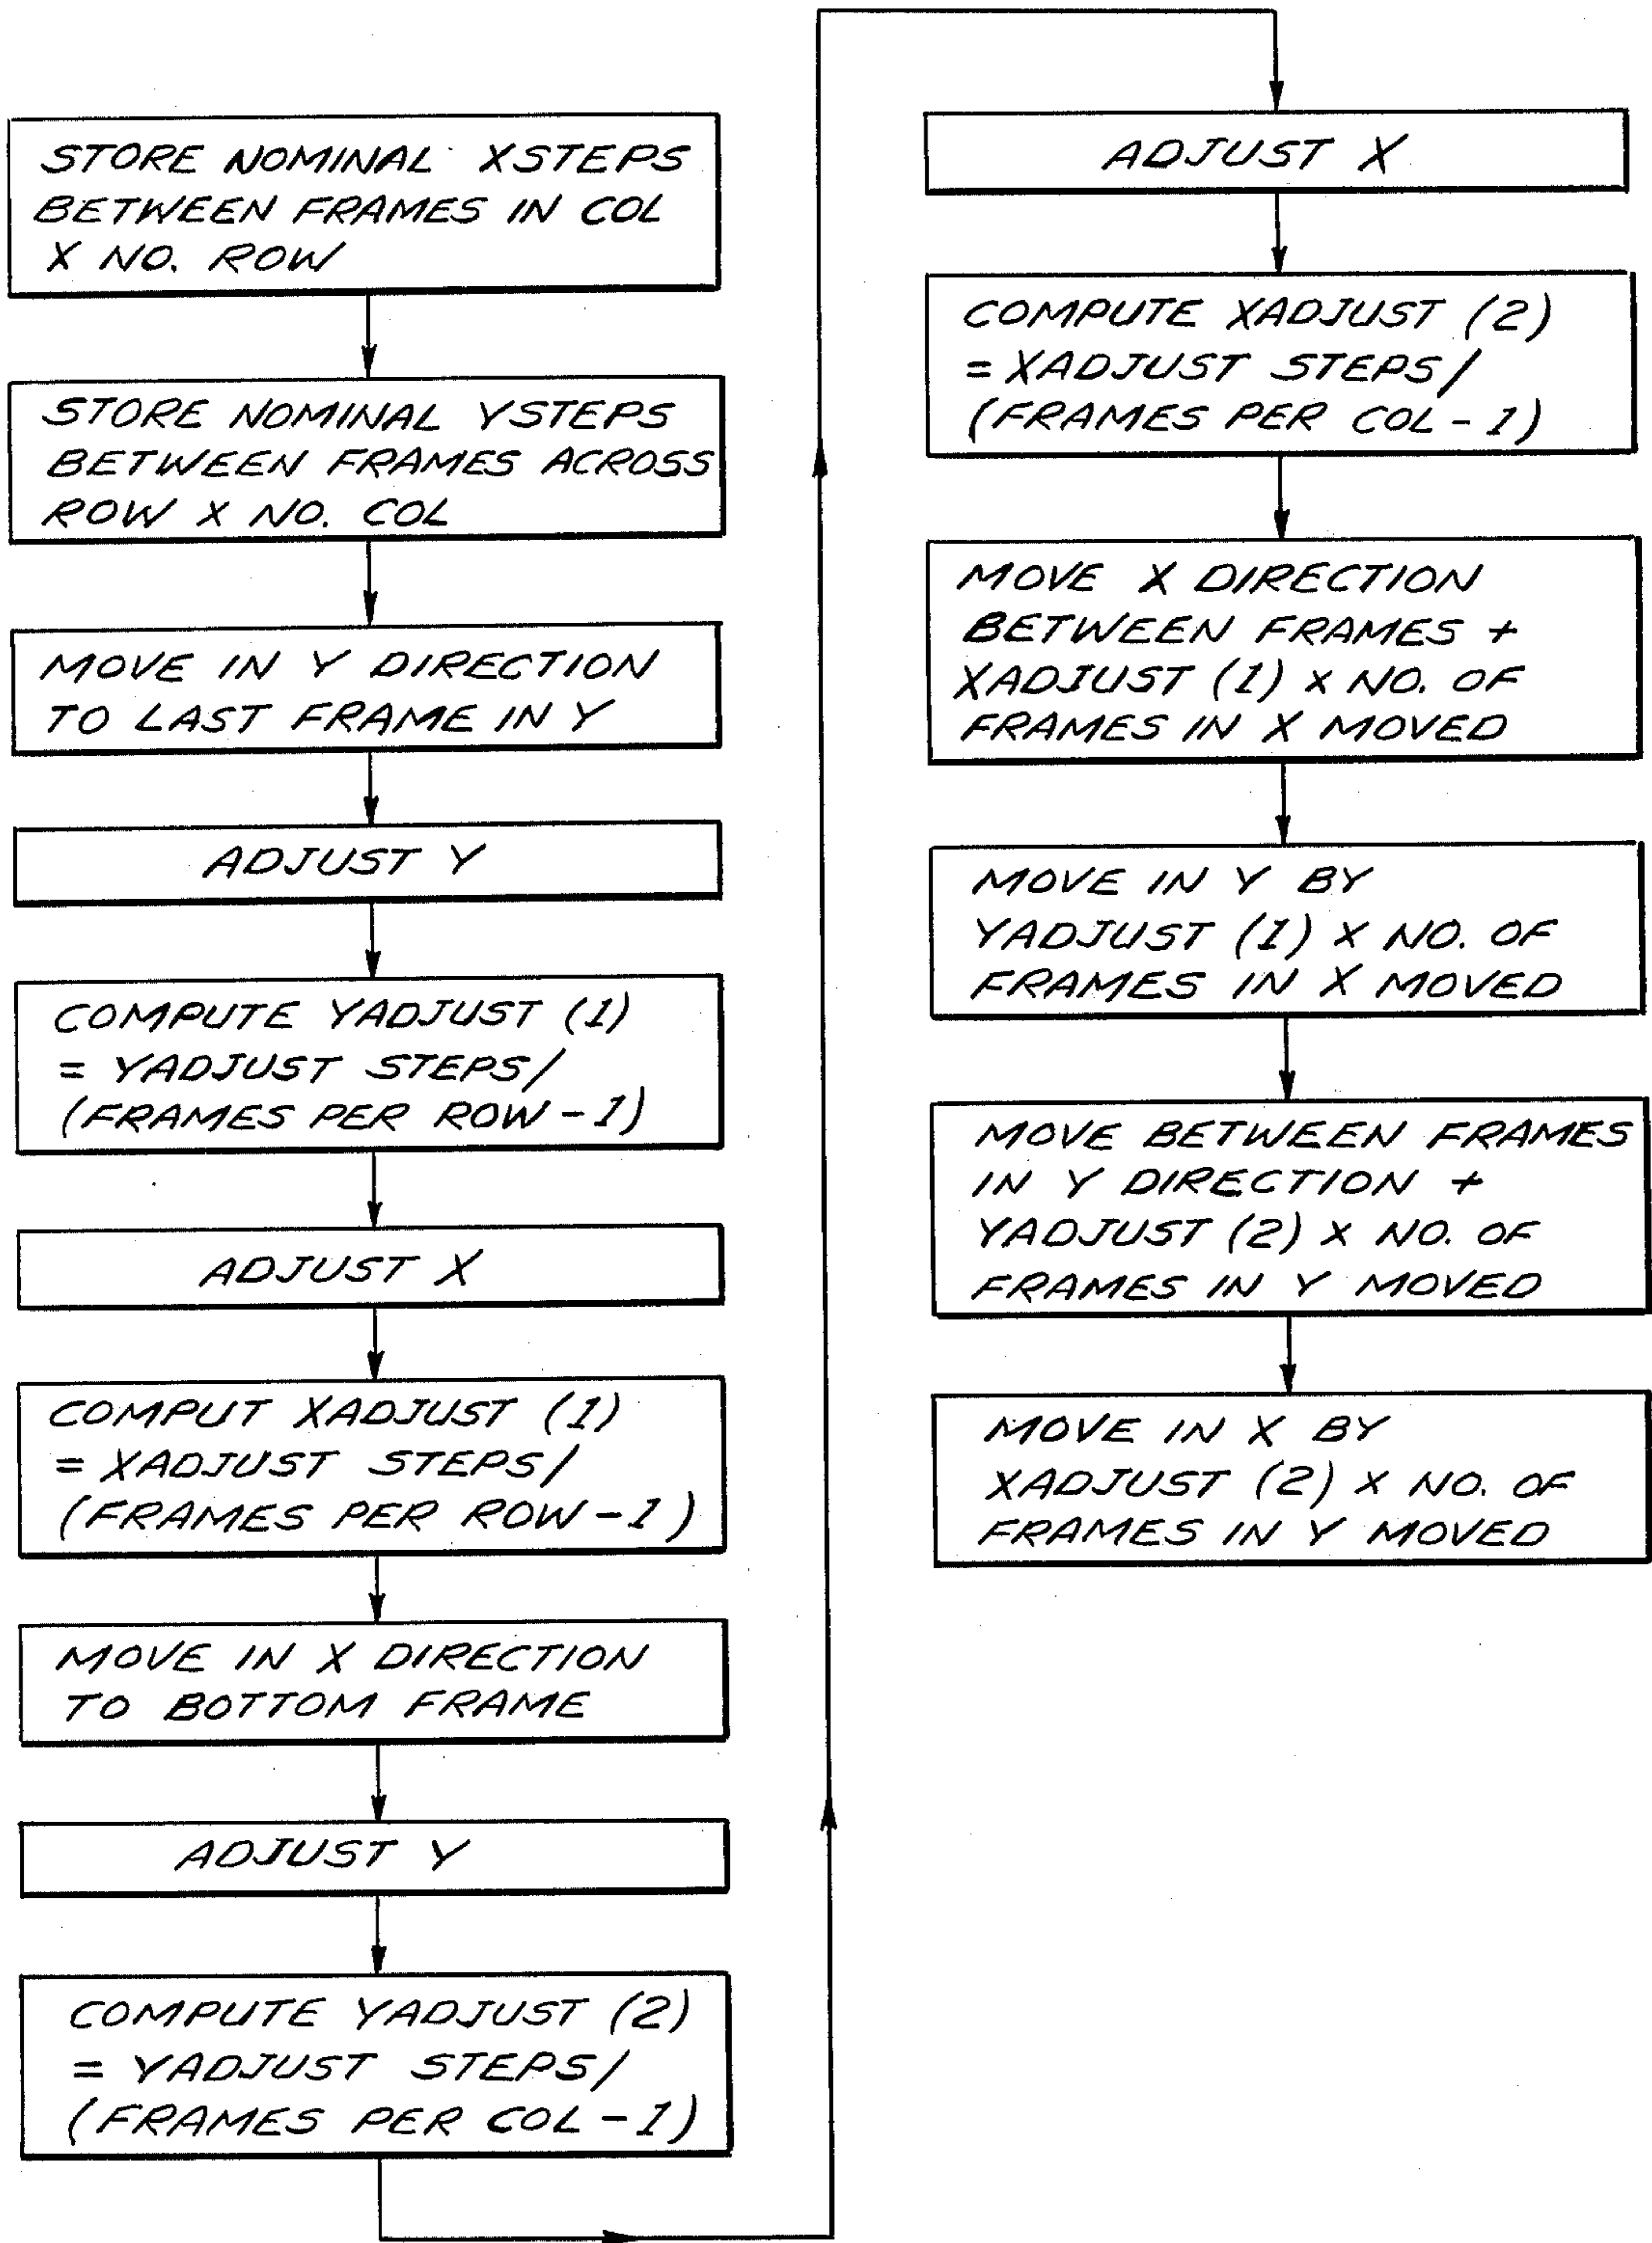 STORE NOMINAL XSTEPS
BETWEEN FRAMES IN COL
X NO. ROW
STORE NOMINAL YSTEPS
BETWEEN FRAMES ACROSS
ROW X NO. COL
MOVE IN Y DIRECTION
TO LAST FRAME IN Y
ADJUST Y
COMPUTE YADJUST (1)
= YADJUST STEPS/
(FRAMES PER ROW-1)
ADJUST X
COMPUT XADJUST (1)
= XADJUST STEPS/
(FRAMES PER ROW-1)
MOVE IN X DIRECTION
TO BOTTOM FRAME
ADJUST Y
COMPUTE YADJUST (2)
= YADJUST STEPS/
(FRAMES PER COL-1)
ADJUST X
COMPUTE XADJUST (2)
= XADJUST STEPS/
(FRAMES PER COL-1)
MOVE X DIRECTION
BETWEEN FRAMES +
XADJUST (1) X NO. OF
FRAMES IN X MOVED
MOVE IN Y BY
YADJUST (1) X NO. OF
FRAMES IN X MOVED
MOVE BETWEEN FRAMES
IN Y DIRECTION +
YADJUST (2) X NO. OF
FRAMES IN Y MOVED
MOVE IN X BY
XADJUST (2) X NO. OF
FRAMES IN Y MOVED